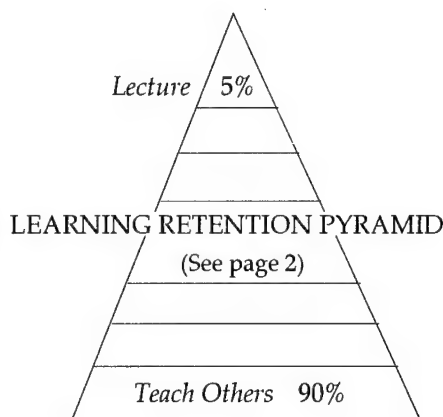 Lecture 5%
LEARNING RETENTION PYRAMID
(See page 2)
Teach Others 90%